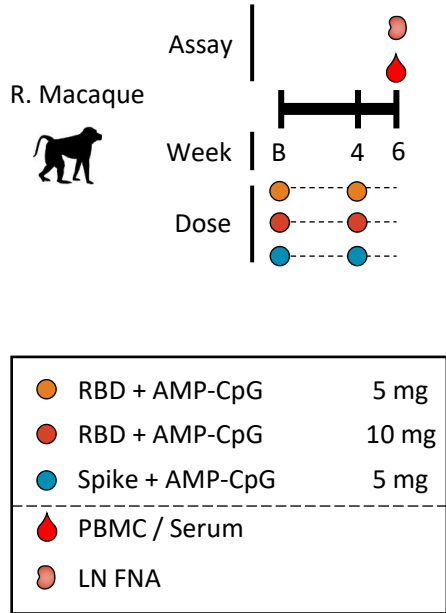 Assay
R. Macaque
Week B 4 6
Dose
RBD + AMP-CpG 5 mg
RBD + AMP-CpG 10 mg
Spike + AMP-CpG 5 mg
PBMC / Serum
LN FNA